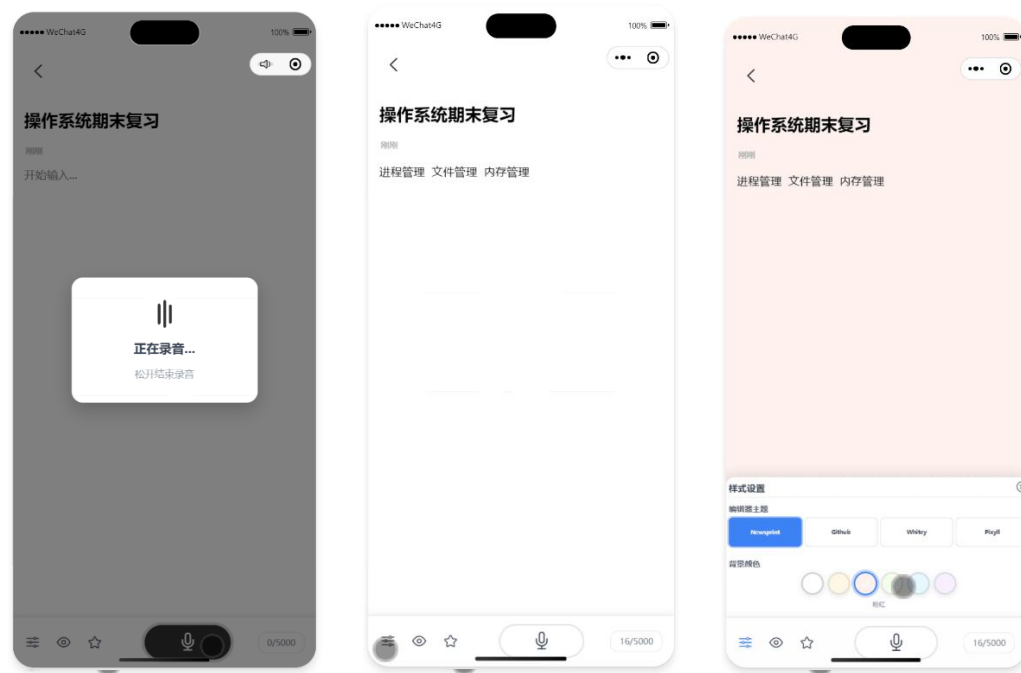 WeChat4G 100%
操作系统期末复习
刚刚
开始输入...
正在录音...
松开结束录音
0/5000
WeChat4G 100%
操作系统期末复习
刚刚
进程管理 文件管理 内存管理
16/5000
WeChat4G 100%
操作系统期末复习
刚刚
进程管理 文件管理 内存管理
样式设置
编辑器主题
Newsprint Github Whitey Pixyll
背景颜色
粉红
16/5000